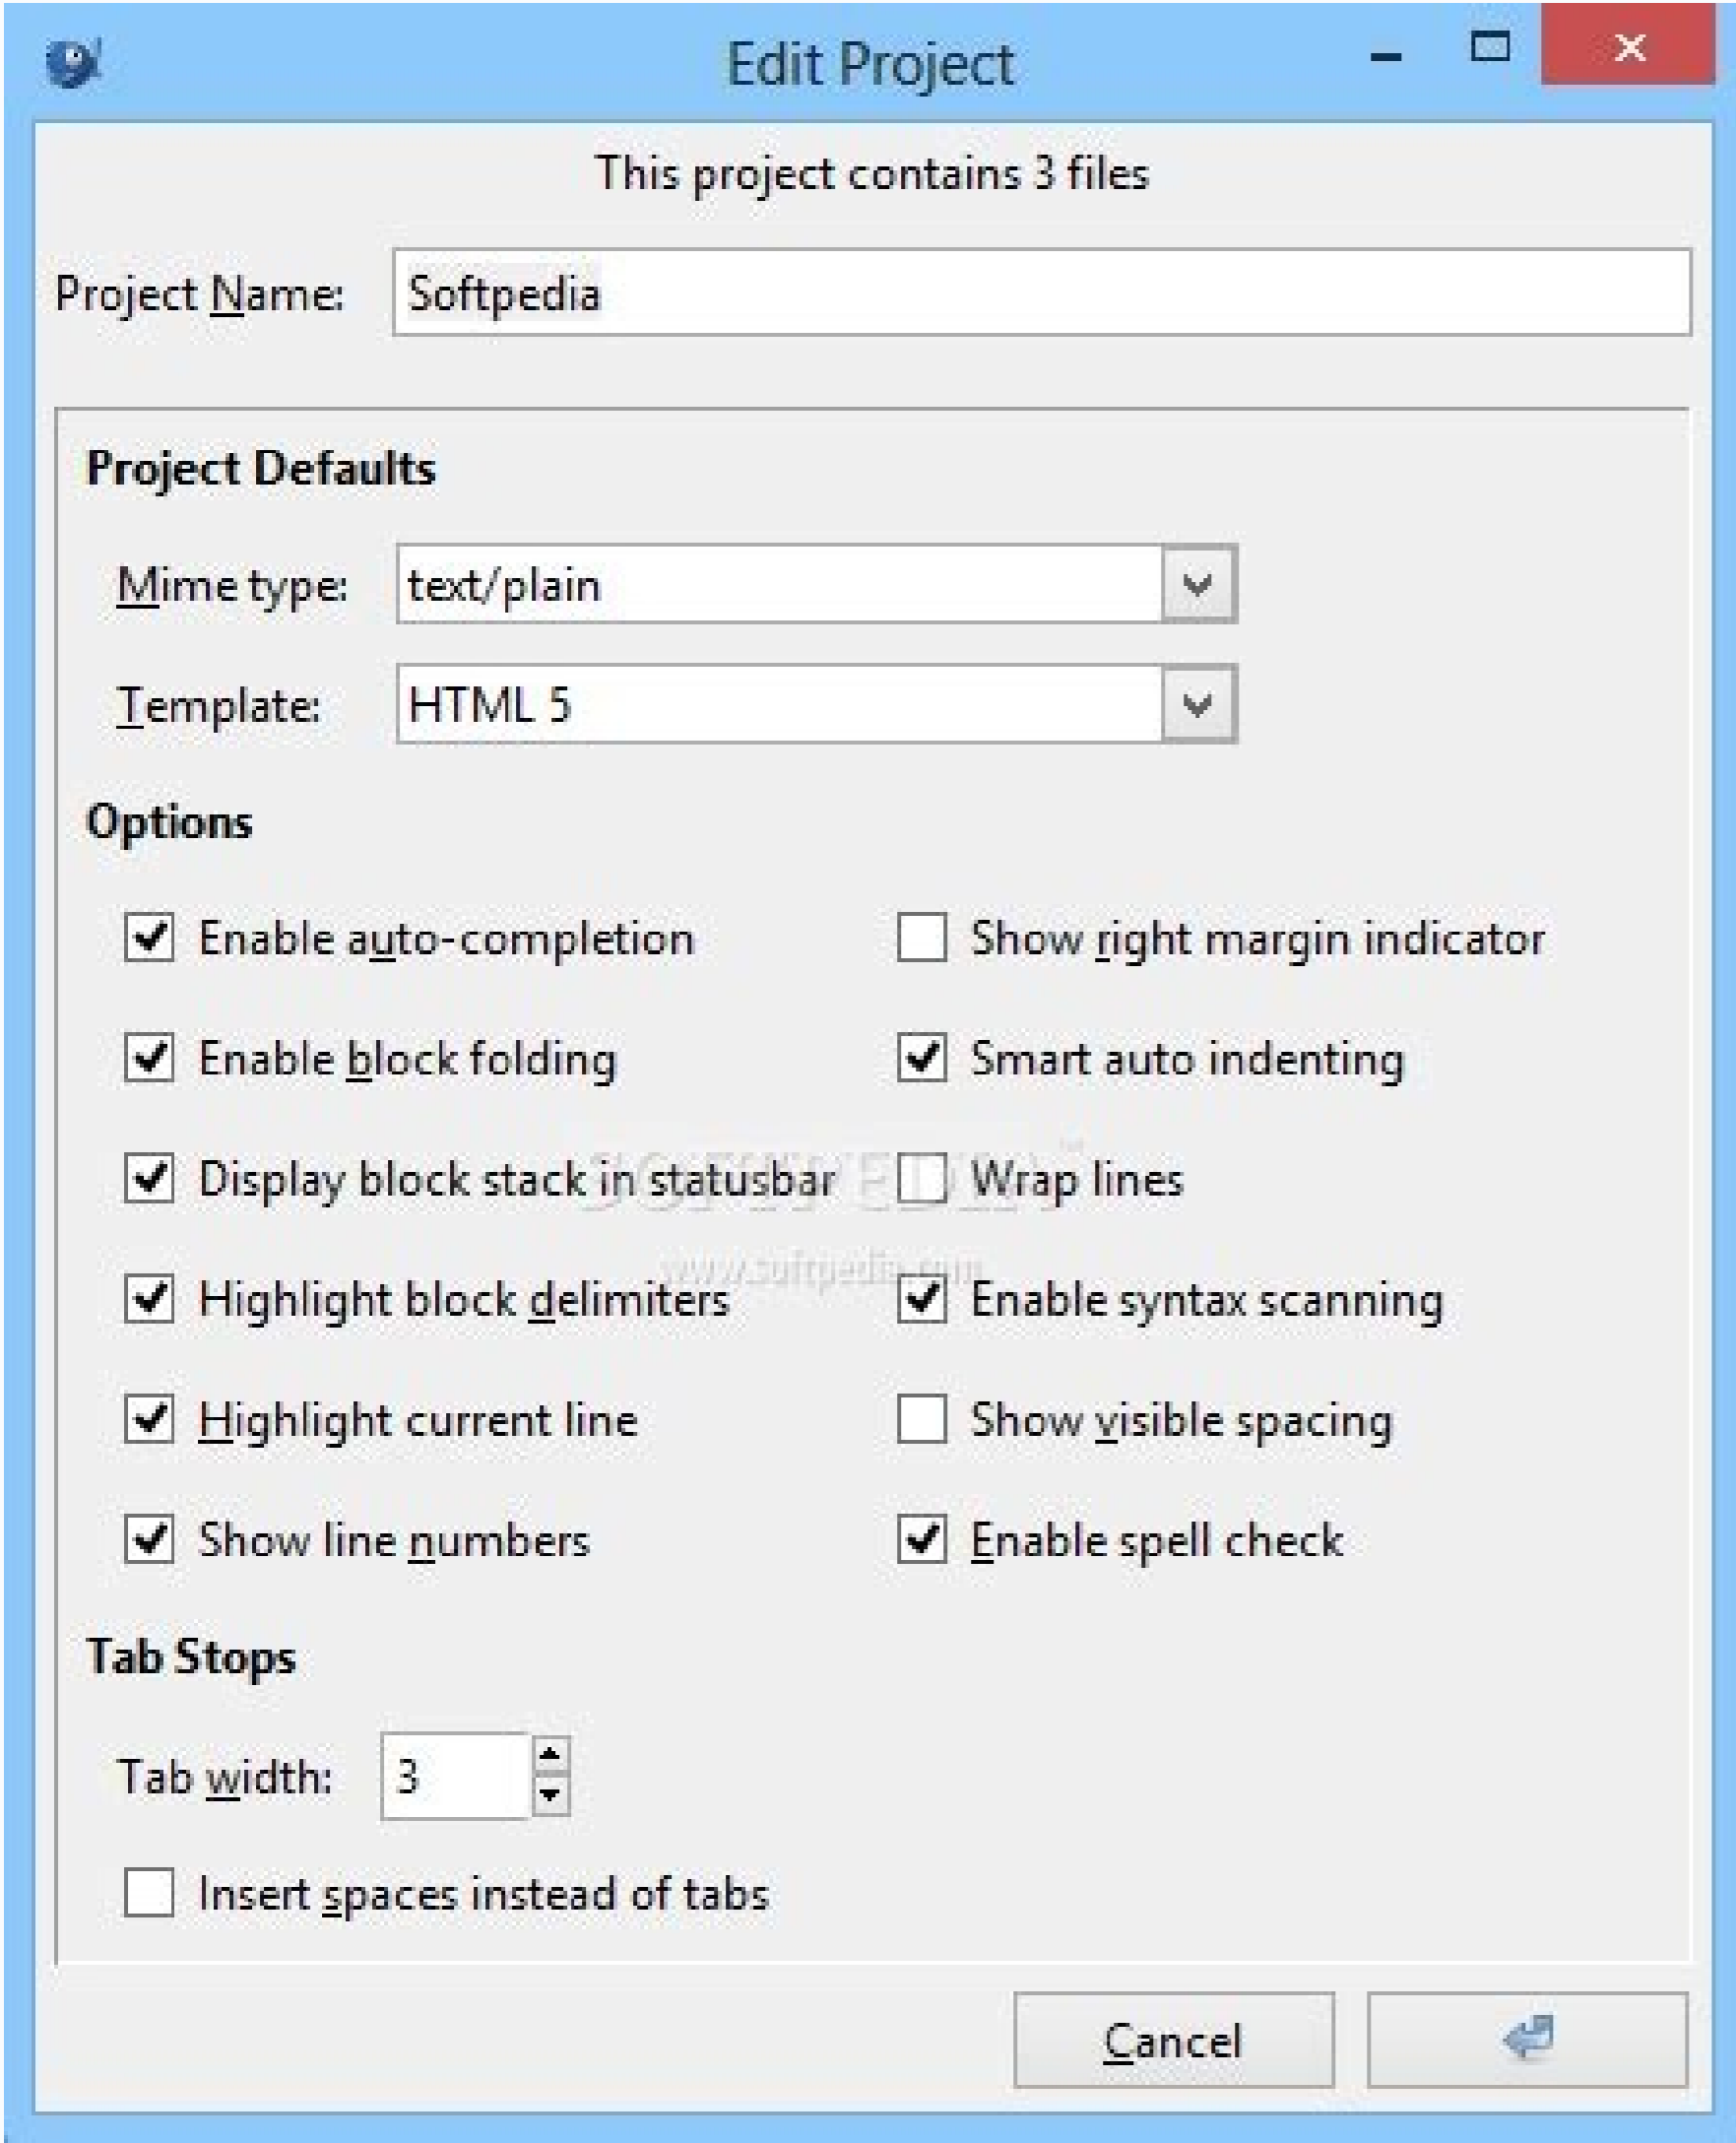 Edit Project
This project contains 3 files
Project Name: Softpedia
Project Defaults
Mime type: text/plain
Template: HTML 5
Options
Enable auto-completion
Show right margin indicator
Enable block folding
Smart auto indenting
Display block stack in statusbar
Wrap lines
www.softpedia.com
Highlight block delimiters
Enable syntax scanning
Highlight current line
Show visible spacing
Show line numbers
Enable spell check
Tab Stops
Tab width: 3
Insert spaces instead of tabs
Cancel